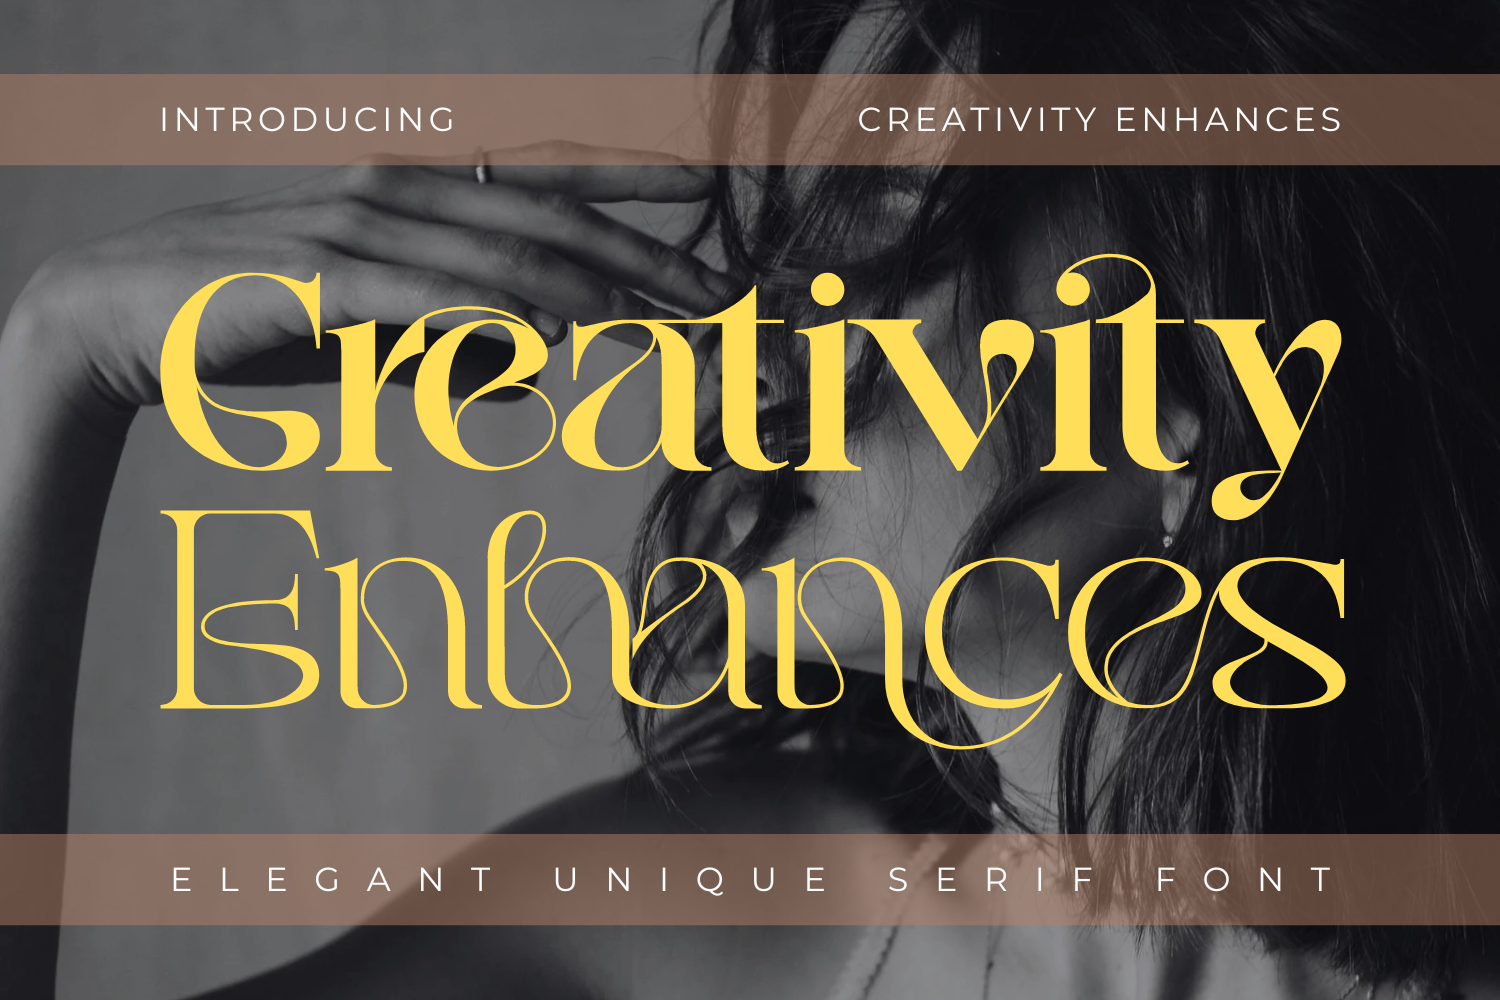 INTRODUCING
CREATIVITY ENHANCES
Creativity
Enhances
ELEGANT UNIQUE SERIF FONT